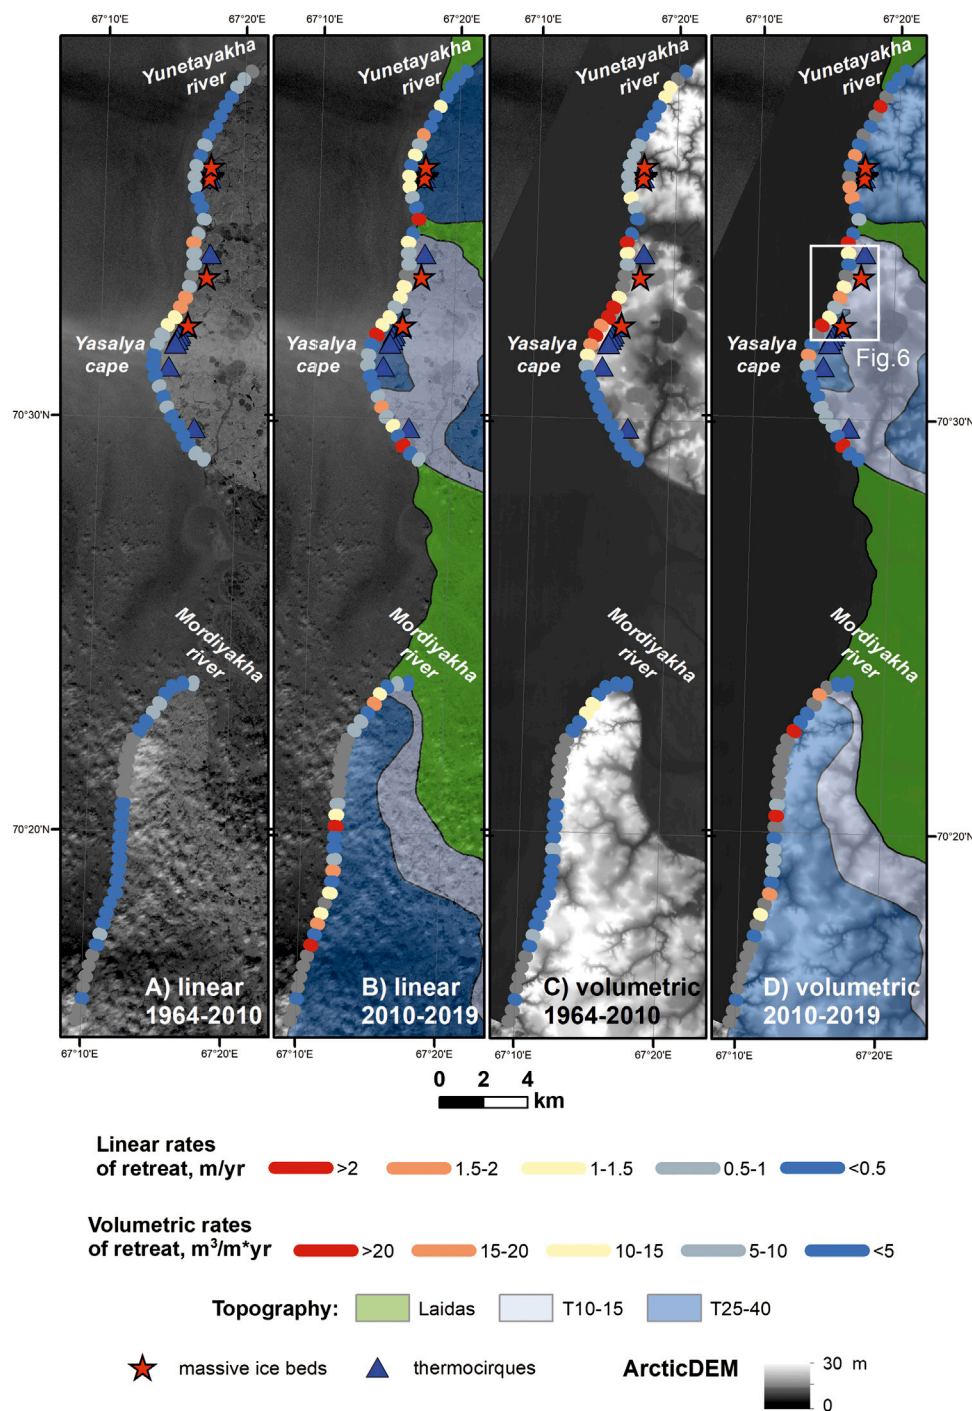 67°10'E
67°20'E
67°10'E
67°20'E
67°10'E
67°20'E
67°10'E
67°20'E
Yunetayakha
river
Yunetayakha
river
Yunetayakha
river
Yunetayakha
river
Yasalya
cape
Yasalya
cape
Yasalya
cape
Yasalya
cape
Fig.6
70°30'N
70°30'N
Mordiyakha
river
Mordiyakha
river
Mordiyakha
river
Mordiyakha
river
70°20'N
70°20'N
A) linear
1964-2010
B) linear
2010-2019
C) volumetric
1964-2010
D) volumetric
2010-2019
67°10'E
67°20'E
67°10'E
67°20'E
67°10'E
67°20'E
67°10'E
67°20'E
0 2 4
km
Linear rates
of retreat, m/yr
>2
1.5-2
1-1.5
0.5-1
<0.5
Volumetric rates
of retreat, m³/m*yr
>20
15-20
10-15
5-10
<5
Topography:
Laidas
T10-15
T25-40
massive ice beds
thermocirques
ArcticDEM
30 m
0